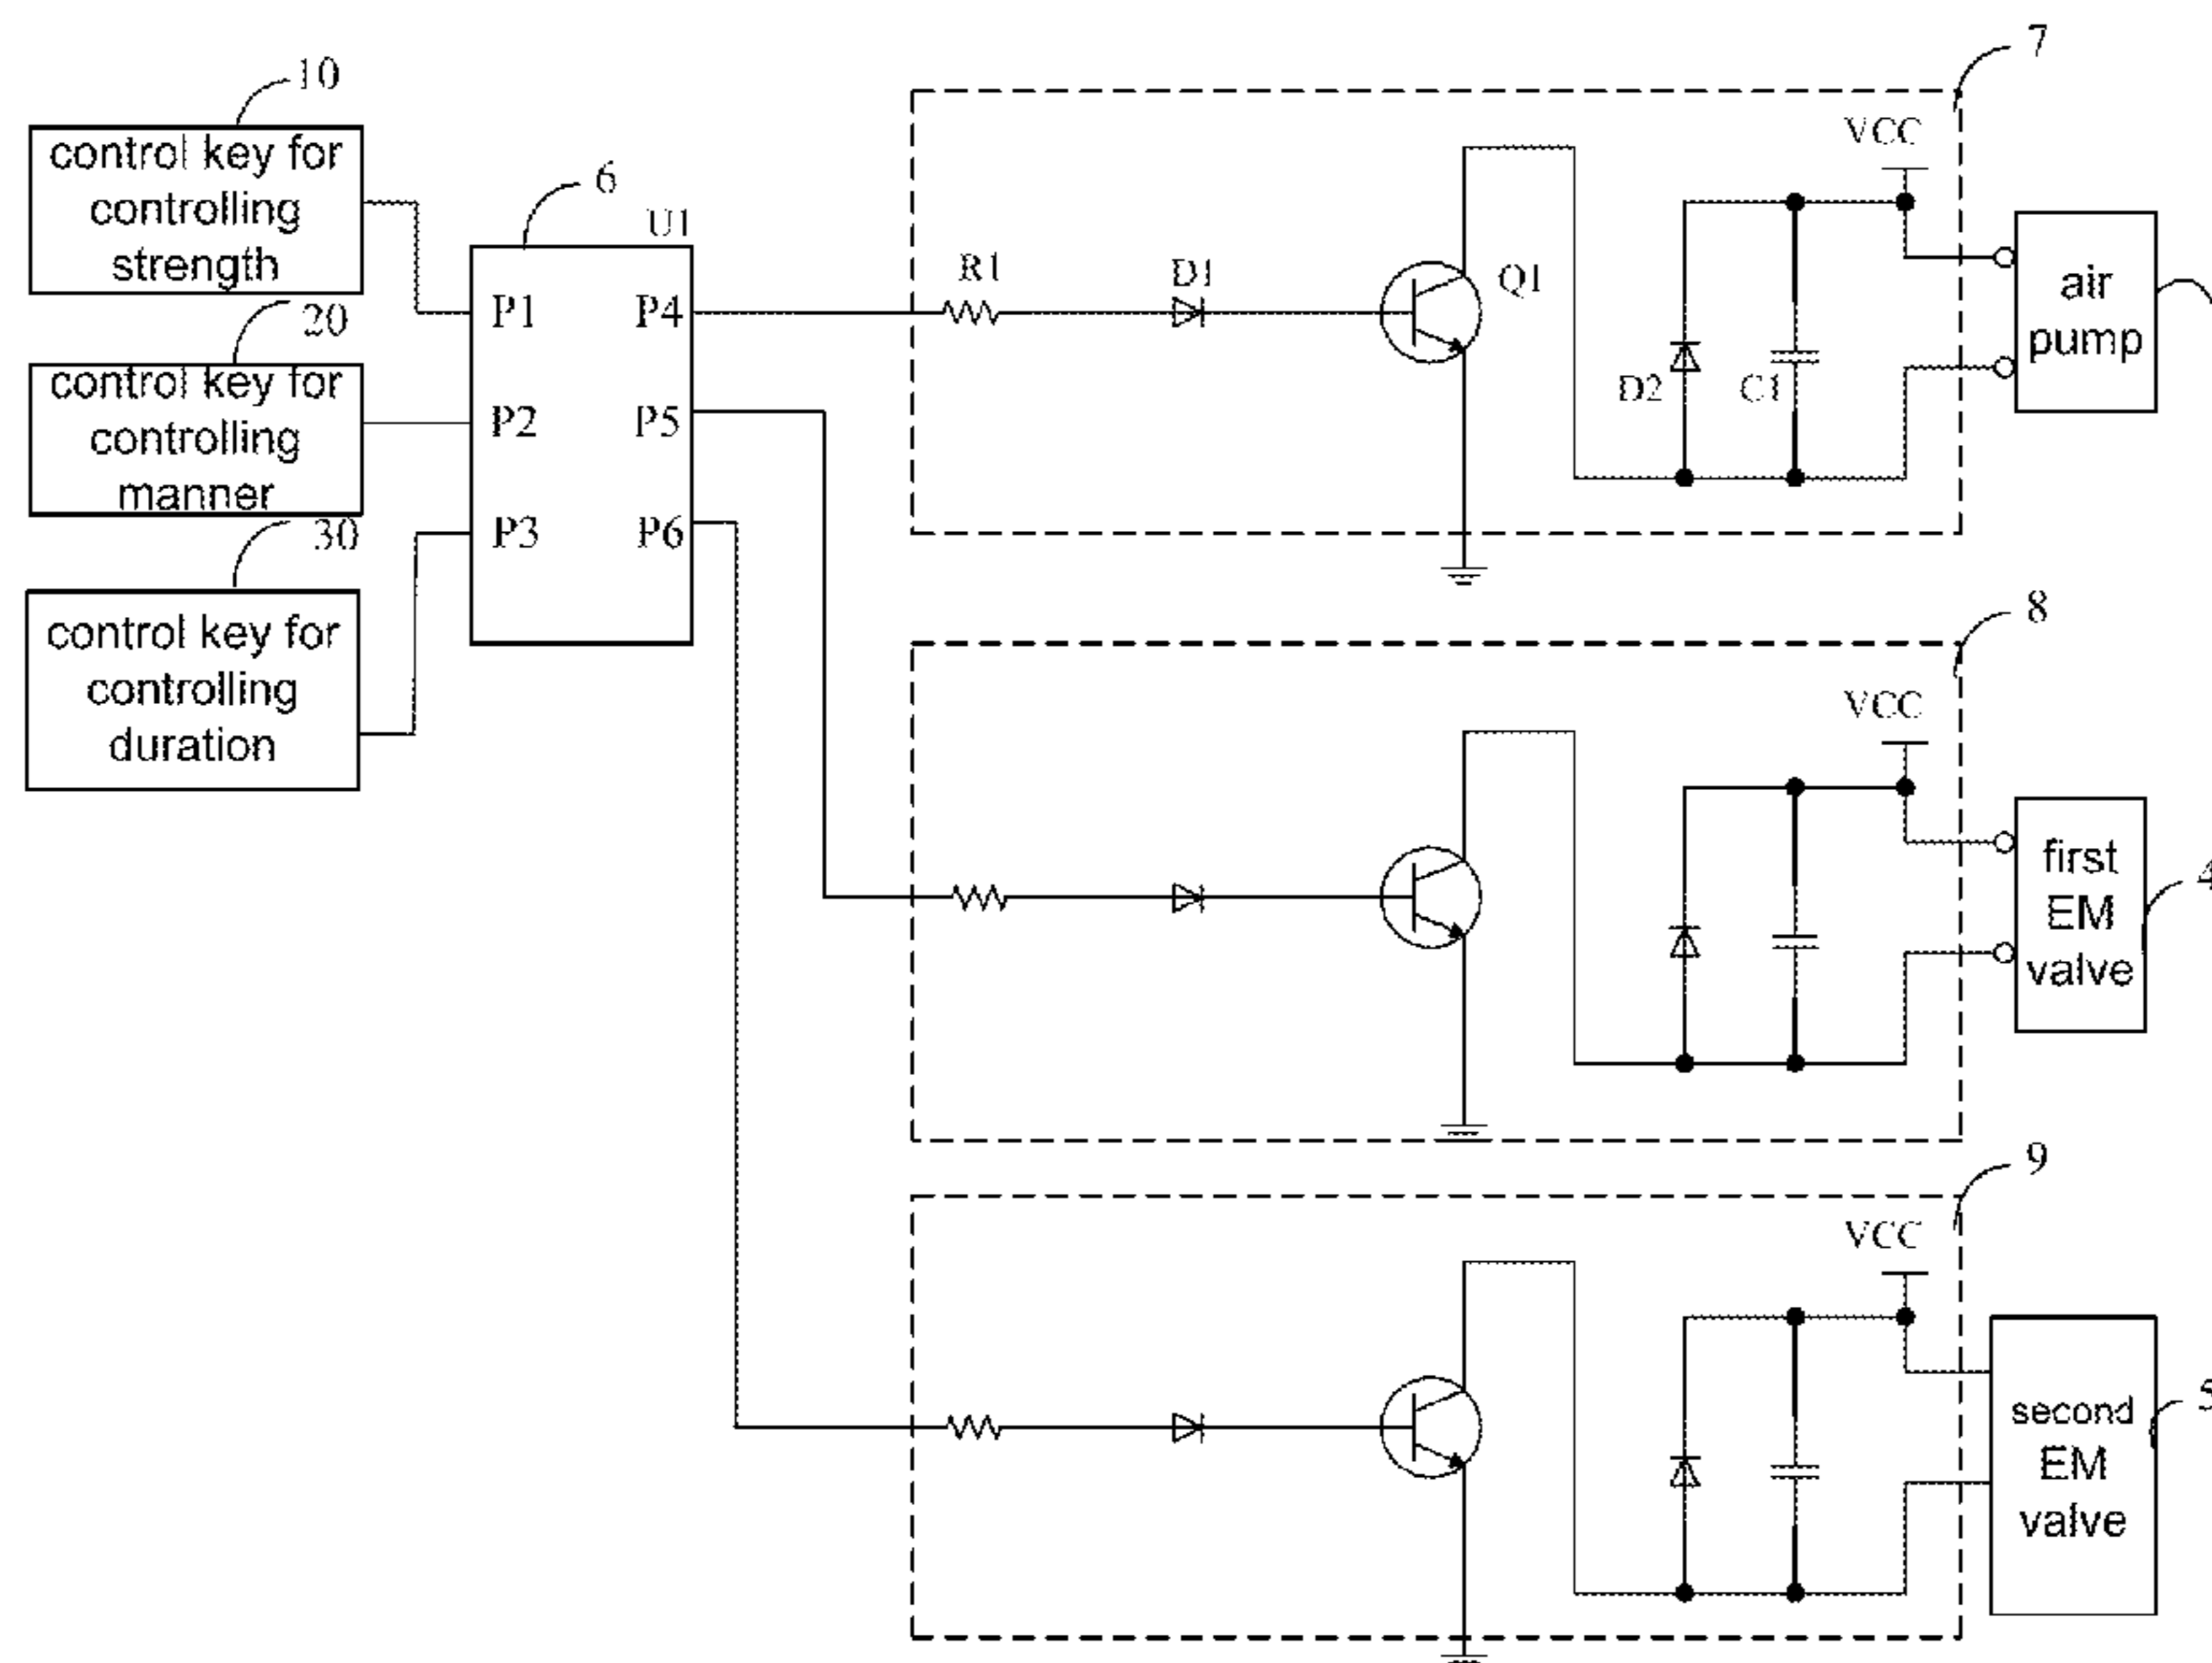 10
control key for
controlling
strength
20
control key for
controlling
manner
30
control key for
controlling
duration
6
U1
P1 P4
P2 P5
P3 P6
7
VCC
R1 D1 Q1
D2 C1
air
pump
8
VCC
first
EM
valve
4
9
VCC
second
EM
valve
5